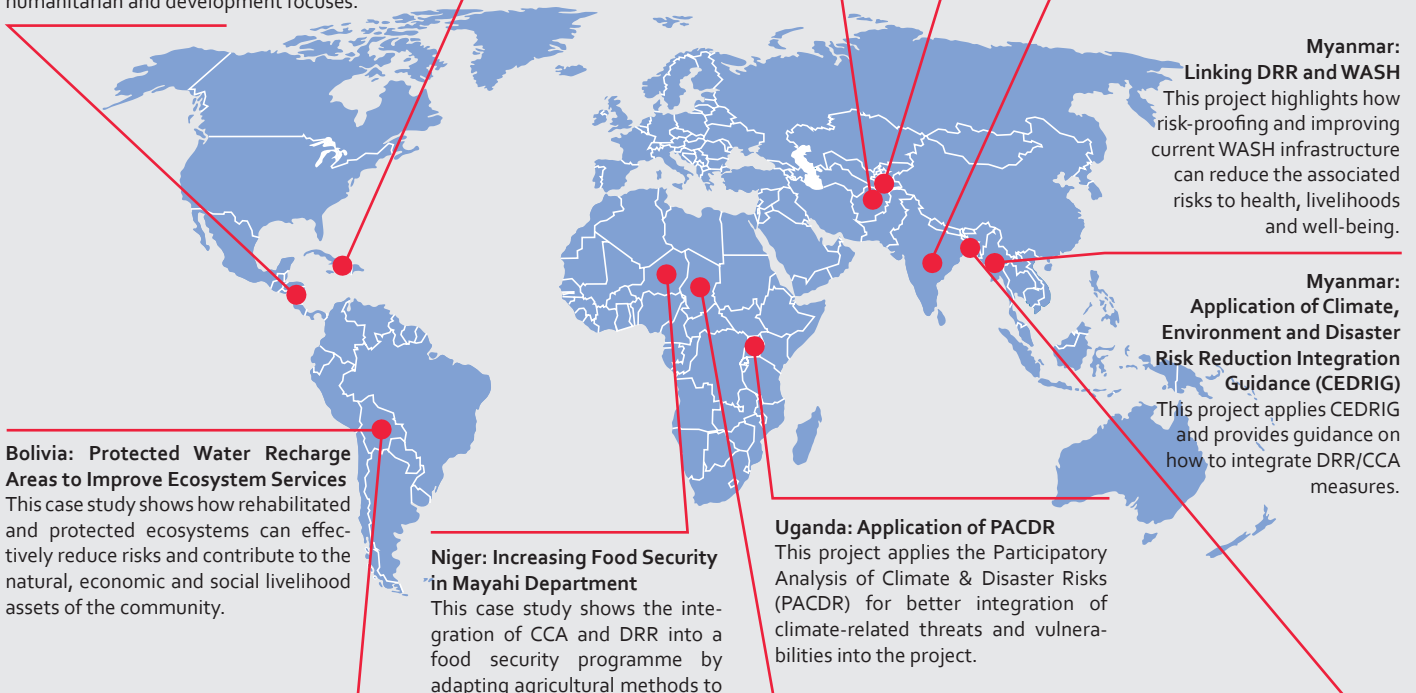 humanitarian and development focuses.
Myanmar:
Linking DRR and WASH
This project highlights how
risk-proofing and improving
current WASH infrastructure
can reduce the associated
risks to health, livelihoods
and well-being.
Myanmar:
Application of Climate,
Environment and Disaster
Risk Reduction Integration
Guidance (CEDRIG)
This project applies CEDRIG
and provides guidance on
how to integrate DRR/CCA
measures.
Bolivia: Protected Water Recharge
Areas to Improve Ecosystem Services
This case study shows how rehabilitated
and protected ecosystems can effec-
tively reduce risks and contribute to the
natural, economic and social livelihood
assets of the community.
Niger: Increasing Food Security
in Mayahi Department
This case study shows the inte-
gration of CCA and DRR into a
food security programme by
adapting agricultural methods to
Uganda: Application of PACDR
This project applies the Participatory
Analysis of Climate & Disaster Risks
(PACDR) for better integration of
climate-related threats and vulnera-
bilities into the project.